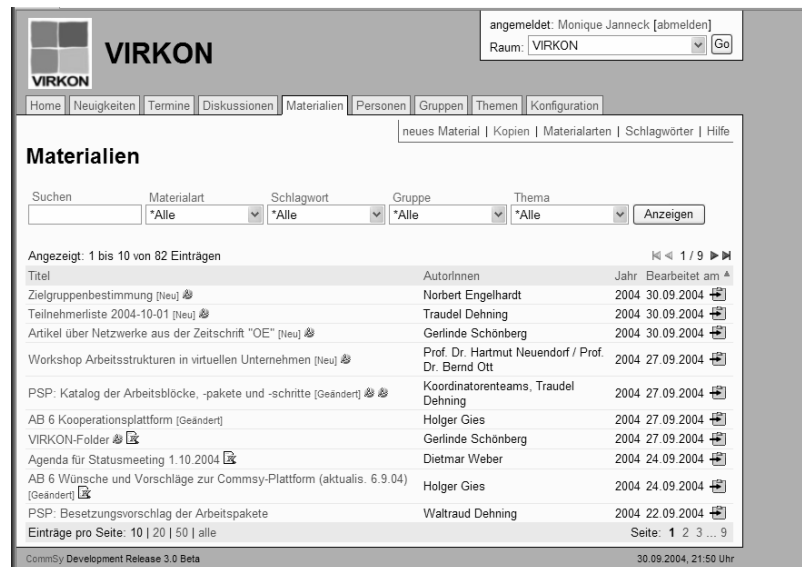 angemeldet: Monique Janneck [abmelden]
Raum: VIRKON Go
VIRKON
VIRKON
Home Neuigkeiten Termine Diskussionen Materialien Personen Gruppen Themen Konfiguration
neues Material | Kopien | Materialarten | Schlagwörter | Hilfe
Materialien
Suchen Materialart Schlagwort Gruppe Thema
*Alle *Alle *Alle *Alle Anzeigen
Angezeigt: 1 bis 10 von 82 Einträgen 1 / 9
Titel AutorInnen Jahr Bearbeitet am
Zielgruppenbestimmung [Neu] Norbert Engelhardt 2004 30.09.2004
Teilnehmerliste 2004-10-01 [Neu] Traudel Dehning 2004 30.09.2004
Artikel über Netzwerke aus der Zeitschrift "OE" [Neu] Gerlinde Schönberg 2004 30.09.2004
Workshop Arbeitsstrukturen in virtuellen Unternehmen [Neu] Prof. Dr. Hartmut Neuendorf / Prof. 2004 27.09.2004
Dr. Bernd Ott
PSP: Katalog der Arbeitsblöcke, -pakete und -schritte [Geändert] Koordinatorenteams, Traudel 2004 27.09.2004
Dehning
AB 6 Kooperationsplattform [Geändert] Holger Gies 2004 27.09.2004
VIRKON-Folder Gerlinde Schönberg 2004 27.09.2004
Agenda für Statusmeeting 1.10.2004 Dietmar Weber 2004 24.09.2004
AB 6 Wünsche und Vorschläge zur Commsy-Plattform (aktualis. 6.9.04) Holger Gies 2004 24.09.2004
[Geändert]
PSP: Besetzungsvorschlag der Arbeitspakete Waltraud Dehning 2004 22.09.2004
Einträge pro Seite: 10 | 20 | 50 | alle Seite: 1 2 3 ... 9
CommSy Development Release 3.0 Beta 30.09.2004, 21:50 Uhr